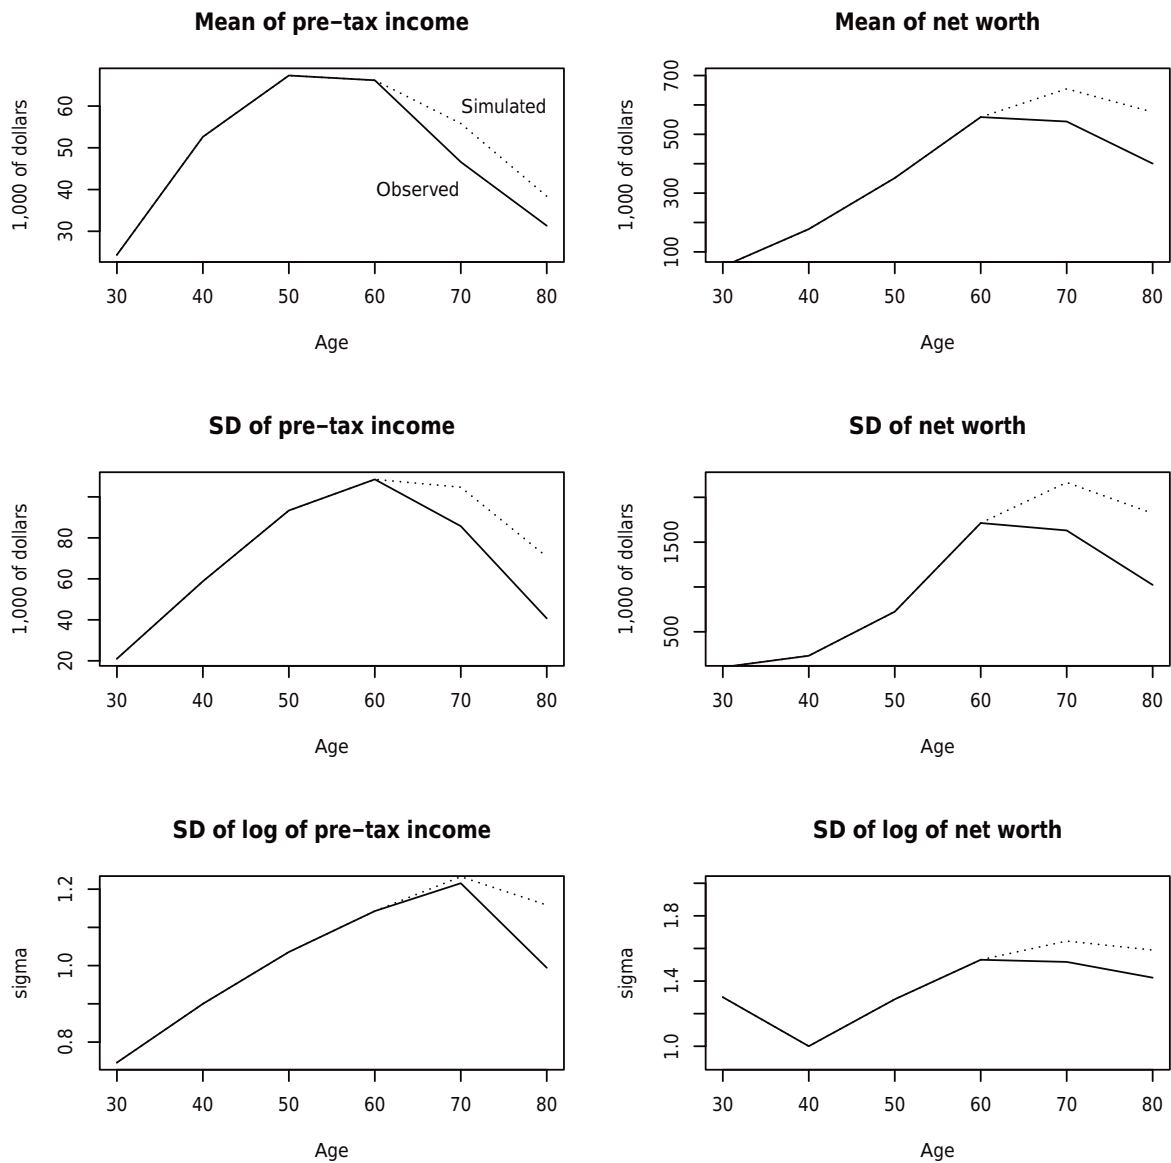 Mean of pre−tax income
1,000 of dollars
60
50
40
30
Simulated
Observed
30 40 50 60 70 80
Age
Mean of net worth
1,000 of dollars
700
500
300
100
30 40 50 60 70 80
Age
SD of pre−tax income
1,000 of dollars
80
60
40
20
30 40 50 60 70 80
Age
SD of net worth
1,000 of dollars
1500
500
30 40 50 60 70 80
Age
SD of log of pre−tax income
sigma
1.2
1.0
0.8
30 40 50 60 70 80
Age
SD of log of net worth
sigma
1.8
1.4
1.0
30 40 50 60 70 80
Age